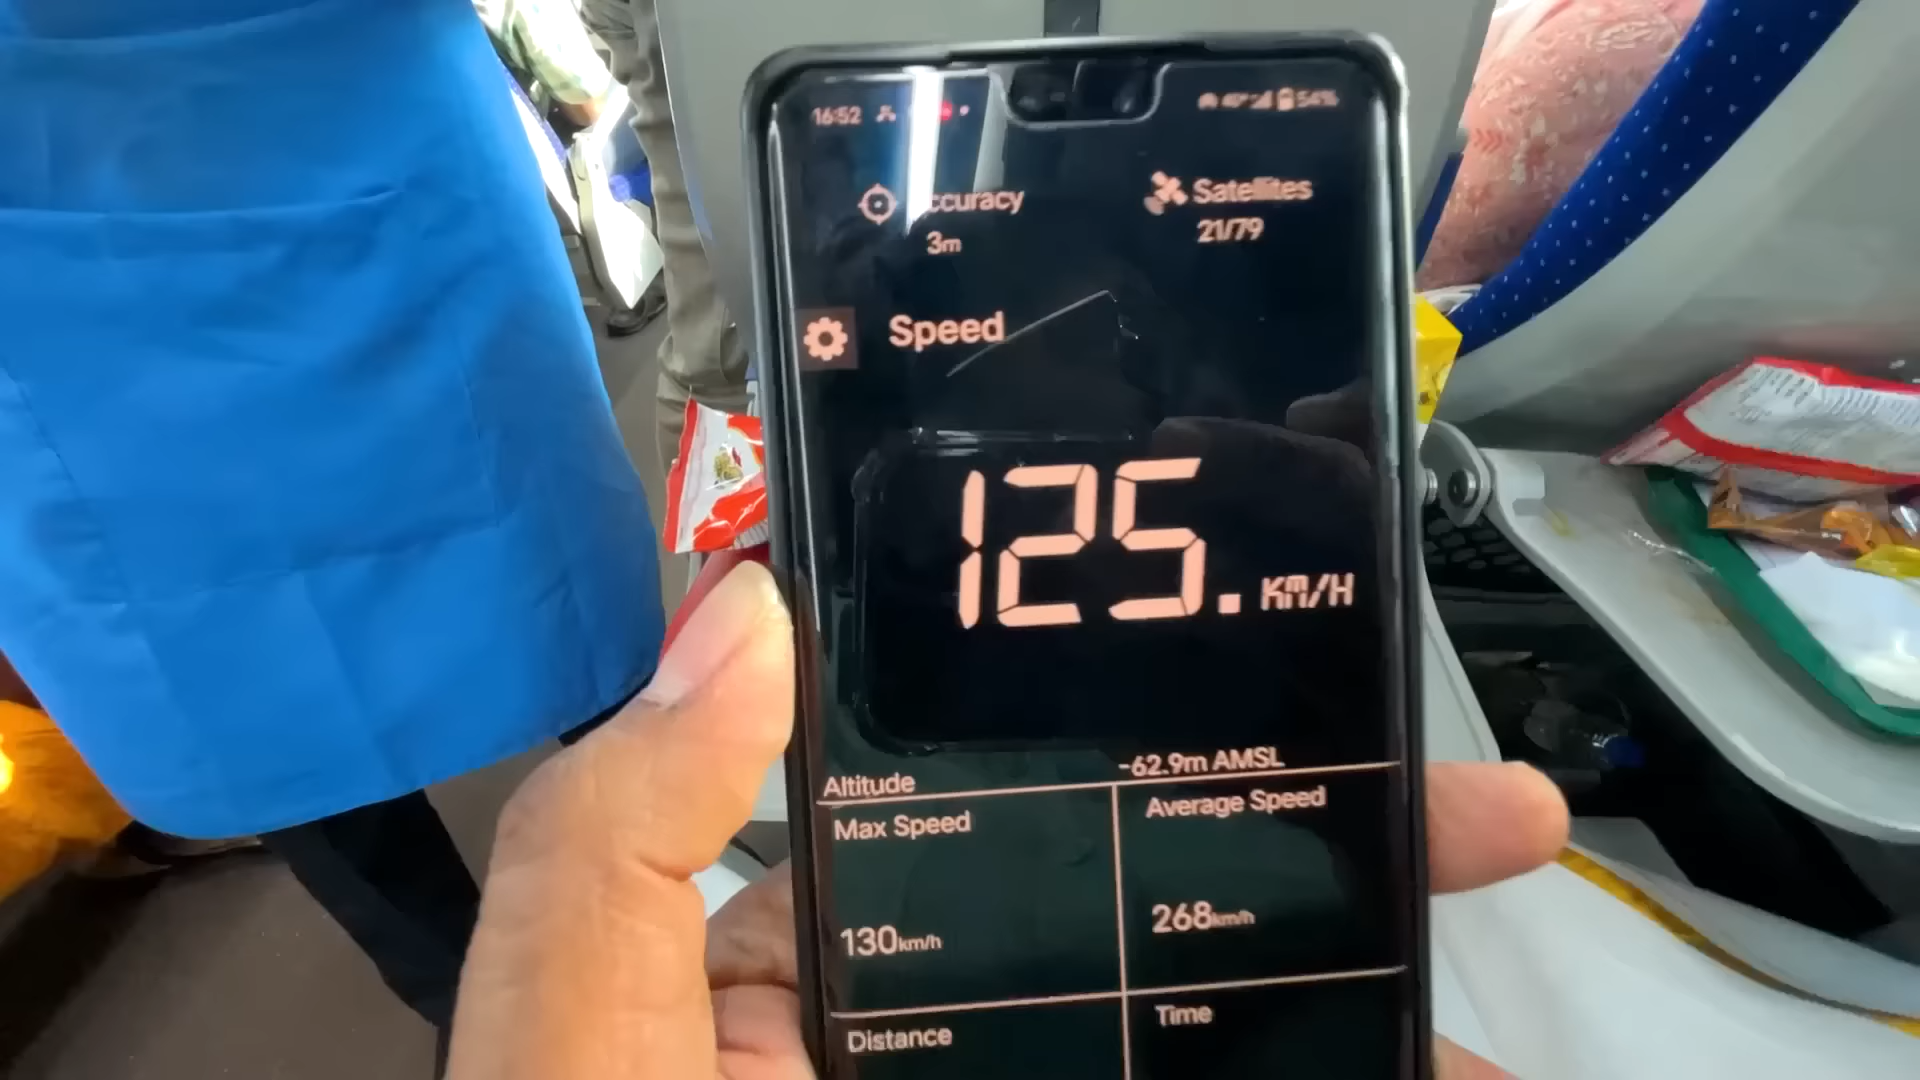 16:52 54%
ccuracy
3m
Satellites
21/79
Speed
125. KM/H
Altitude -62.9m AMSL
Max Speed
130km/h
Average Speed
268km/h
Distance
Time